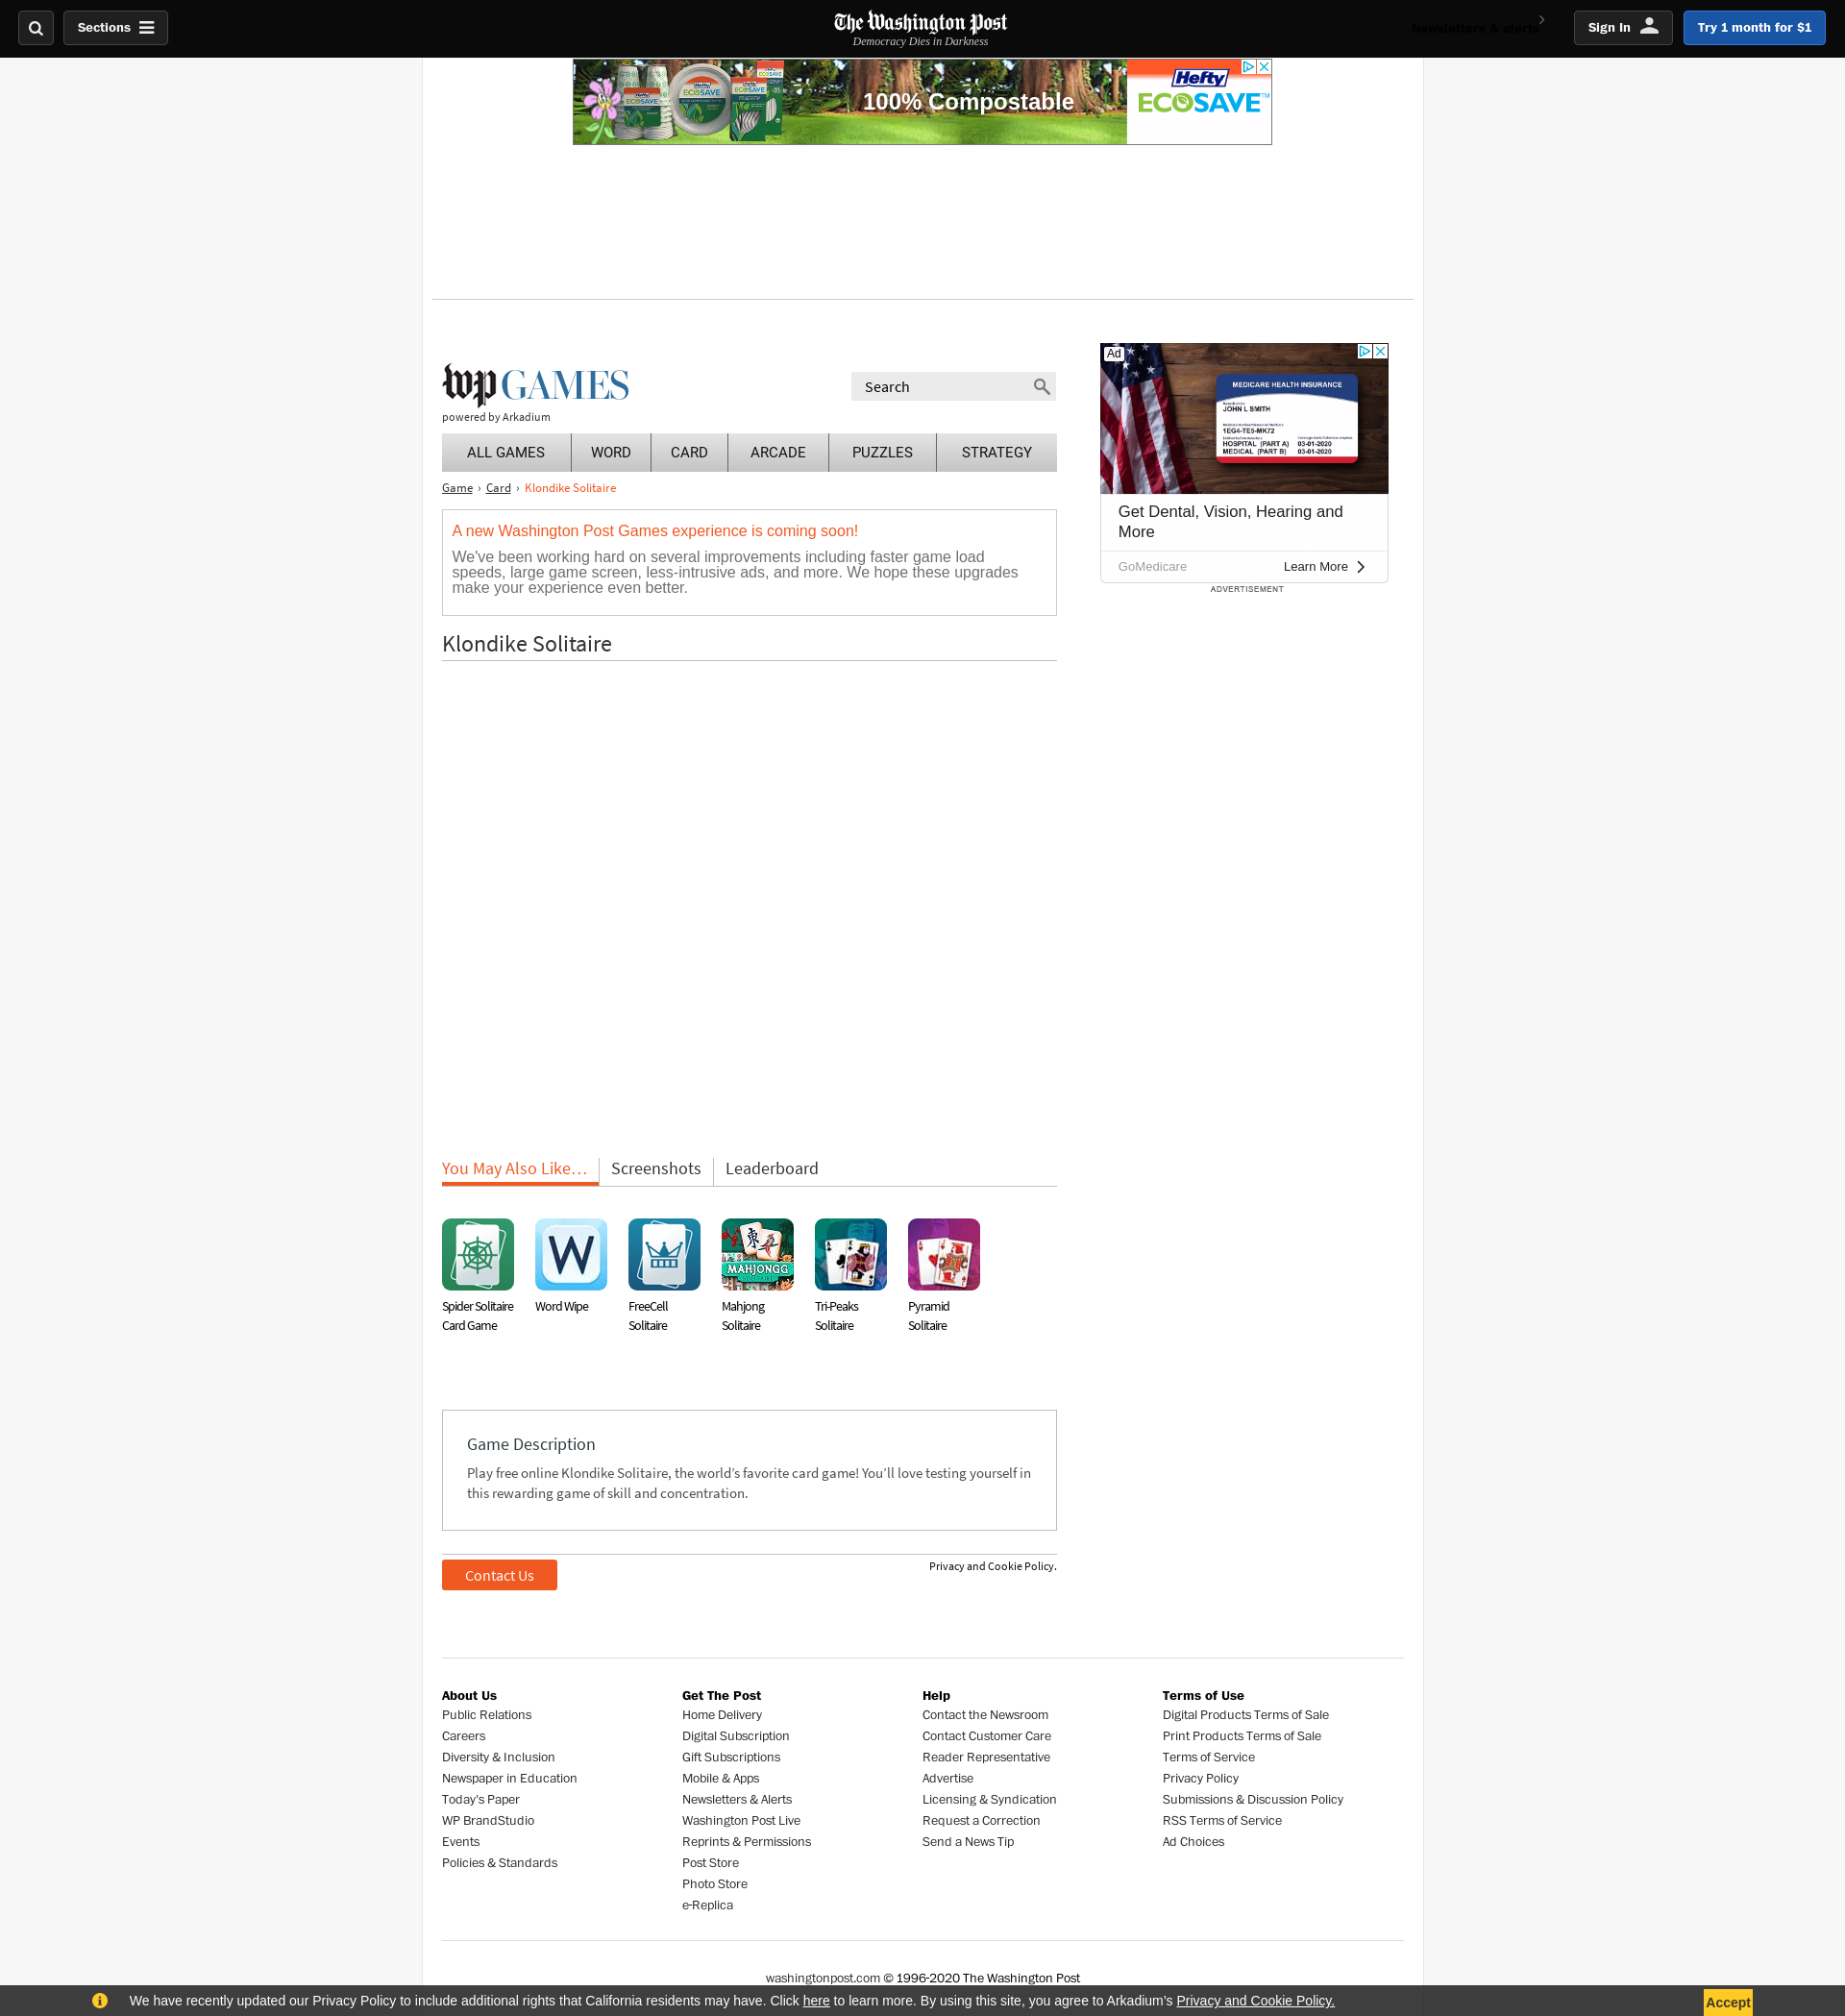 Sections
The Washington Post
Democracy Dies in Darkness
Newsletters & alerts
Sign In
Try 1 month for $1
100% Compostable
Hefty
ECOSAVE™
wp GAMES
powered by Arkadium
Search
ALL GAMES WORD CARD ARCADE PUZZLES STRATEGY
Game › Card › Klondike Solitaire
A new Washington Post Games experience is coming soon!
We've been working hard on several improvements including faster game load
speeds, large game screen, less-intrusive ads, and more. We hope these upgrades
make your experience even better.
Ad
MEDICARE HEALTH INSURANCE
JOHN L SMITH
1EG4-TE5-MK72
HOSPITAL (PART A) 03-01-2020
MEDICAL (PART B) 03-01-2020
Get Dental, Vision, Hearing and
More
GoMedicare
Learn More
ADVERTISEMENT
Klondike Solitaire
You May Also Like… Screenshots Leaderboard
W
MAHJONGG
Spider Solitaire
Card Game
Word Wipe
FreeCell
Solitaire
Mahjong
Solitaire
Tri-Peaks
Solitaire
Pyramid
Solitaire
Game Description
Play free online Klondike Solitaire, the world’s favorite card game! You’ll love testing yourself in
this rewarding game of skill and concentration.
Contact Us
Privacy and Cookie Policy.
About Us
Public Relations
Careers
Diversity & Inclusion
Newspaper in Education
Today's Paper
WP BrandStudio
Events
Policies & Standards
Get The Post
Home Delivery
Digital Subscription
Gift Subscriptions
Mobile & Apps
Newsletters & Alerts
Washington Post Live
Reprints & Permissions
Post Store
Photo Store
e-Replica
Help
Contact the Newsroom
Contact Customer Care
Reader Representative
Advertise
Licensing & Syndication
Request a Correction
Send a News Tip
Terms of Use
Digital Products Terms of Sale
Print Products Terms of Sale
Terms of Service
Privacy Policy
Submissions & Discussion Policy
RSS Terms of Service
Ad Choices
washingtonpost.com © 1996-2020 The Washington Post
We have recently updated our Privacy Policy to include additional rights that California residents may have. Click here to learn more. By using this site, you agree to Arkadium’s Privacy and Cookie Policy.
Accept